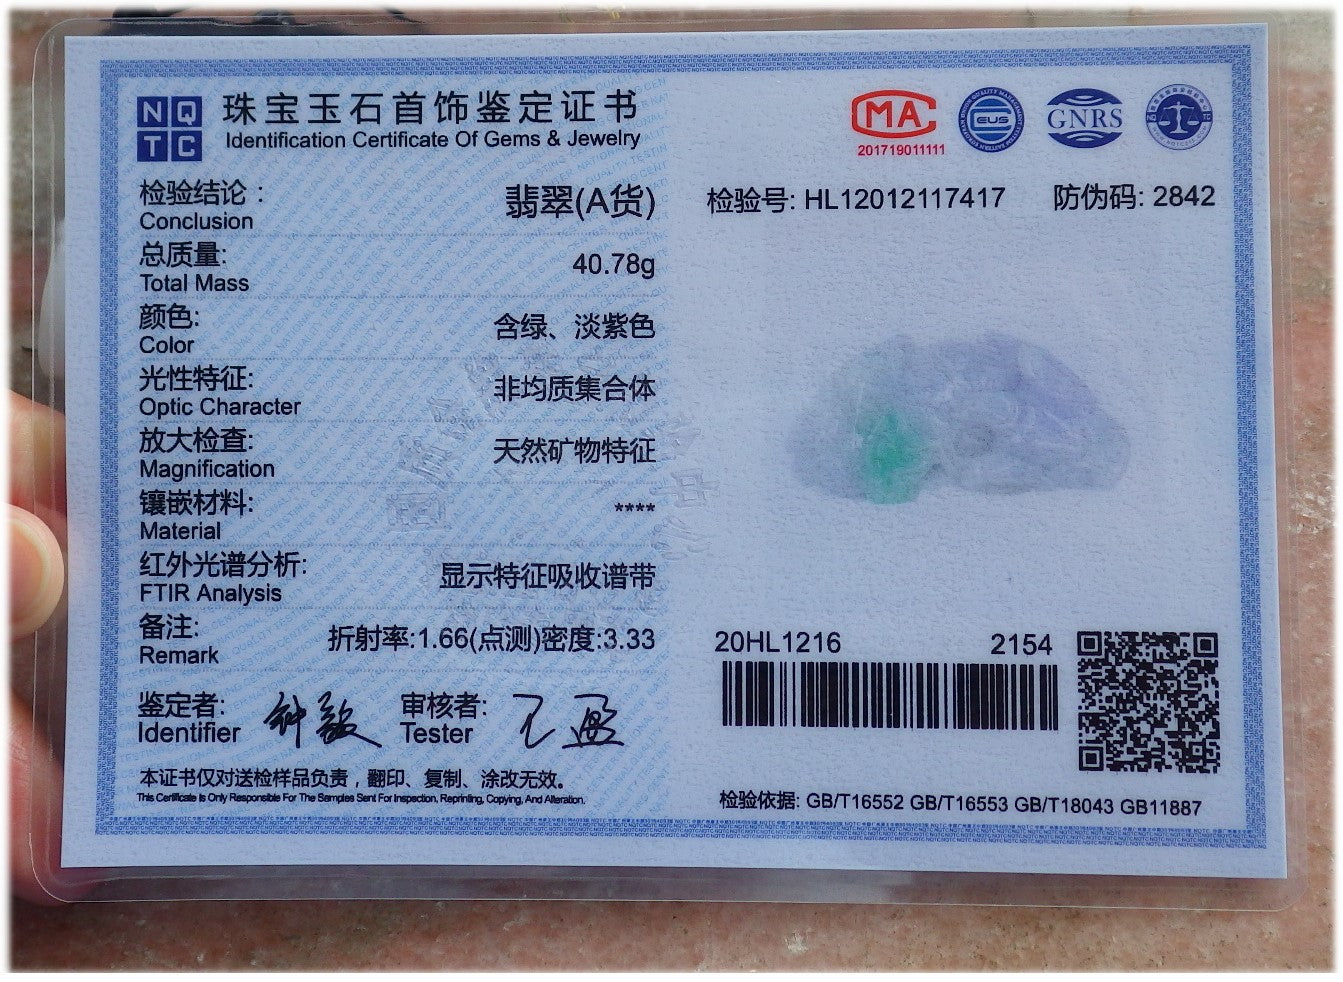 NQTC
珠宝玉石首饰鉴定证书
Identification Certificate Of Gems & Jewelry
MA
201719011111
GNRS
检验结论: 翡翠(A货)
Conclusion
检验号: HL12012117417 防伪码: 2842
总质量: 40.78g
Total Mass
颜色: 含绿、淡紫色
Color
光性特征: 非均质集合体
Optic Character
放大检查: 天然矿物特征
Magnification
镶嵌材料: ****
Material
红外光谱分析: 显示特征吸收谱带
FTIR Analysis
备注: 折射率:1.66(点测)密度:3.33
Remark
20HL1216 2154
鉴定者: 审核者:
Identifier Tester
本证书仅对送检样品负责，翻印、复制、涂改无效。
This Certificate Is Only Responsible For The Samples Sent For Inspection, Reprinting, Copying, And Alteration.
检验依据: GB/T16552 GB/T16553 GB/T18043 GB11887